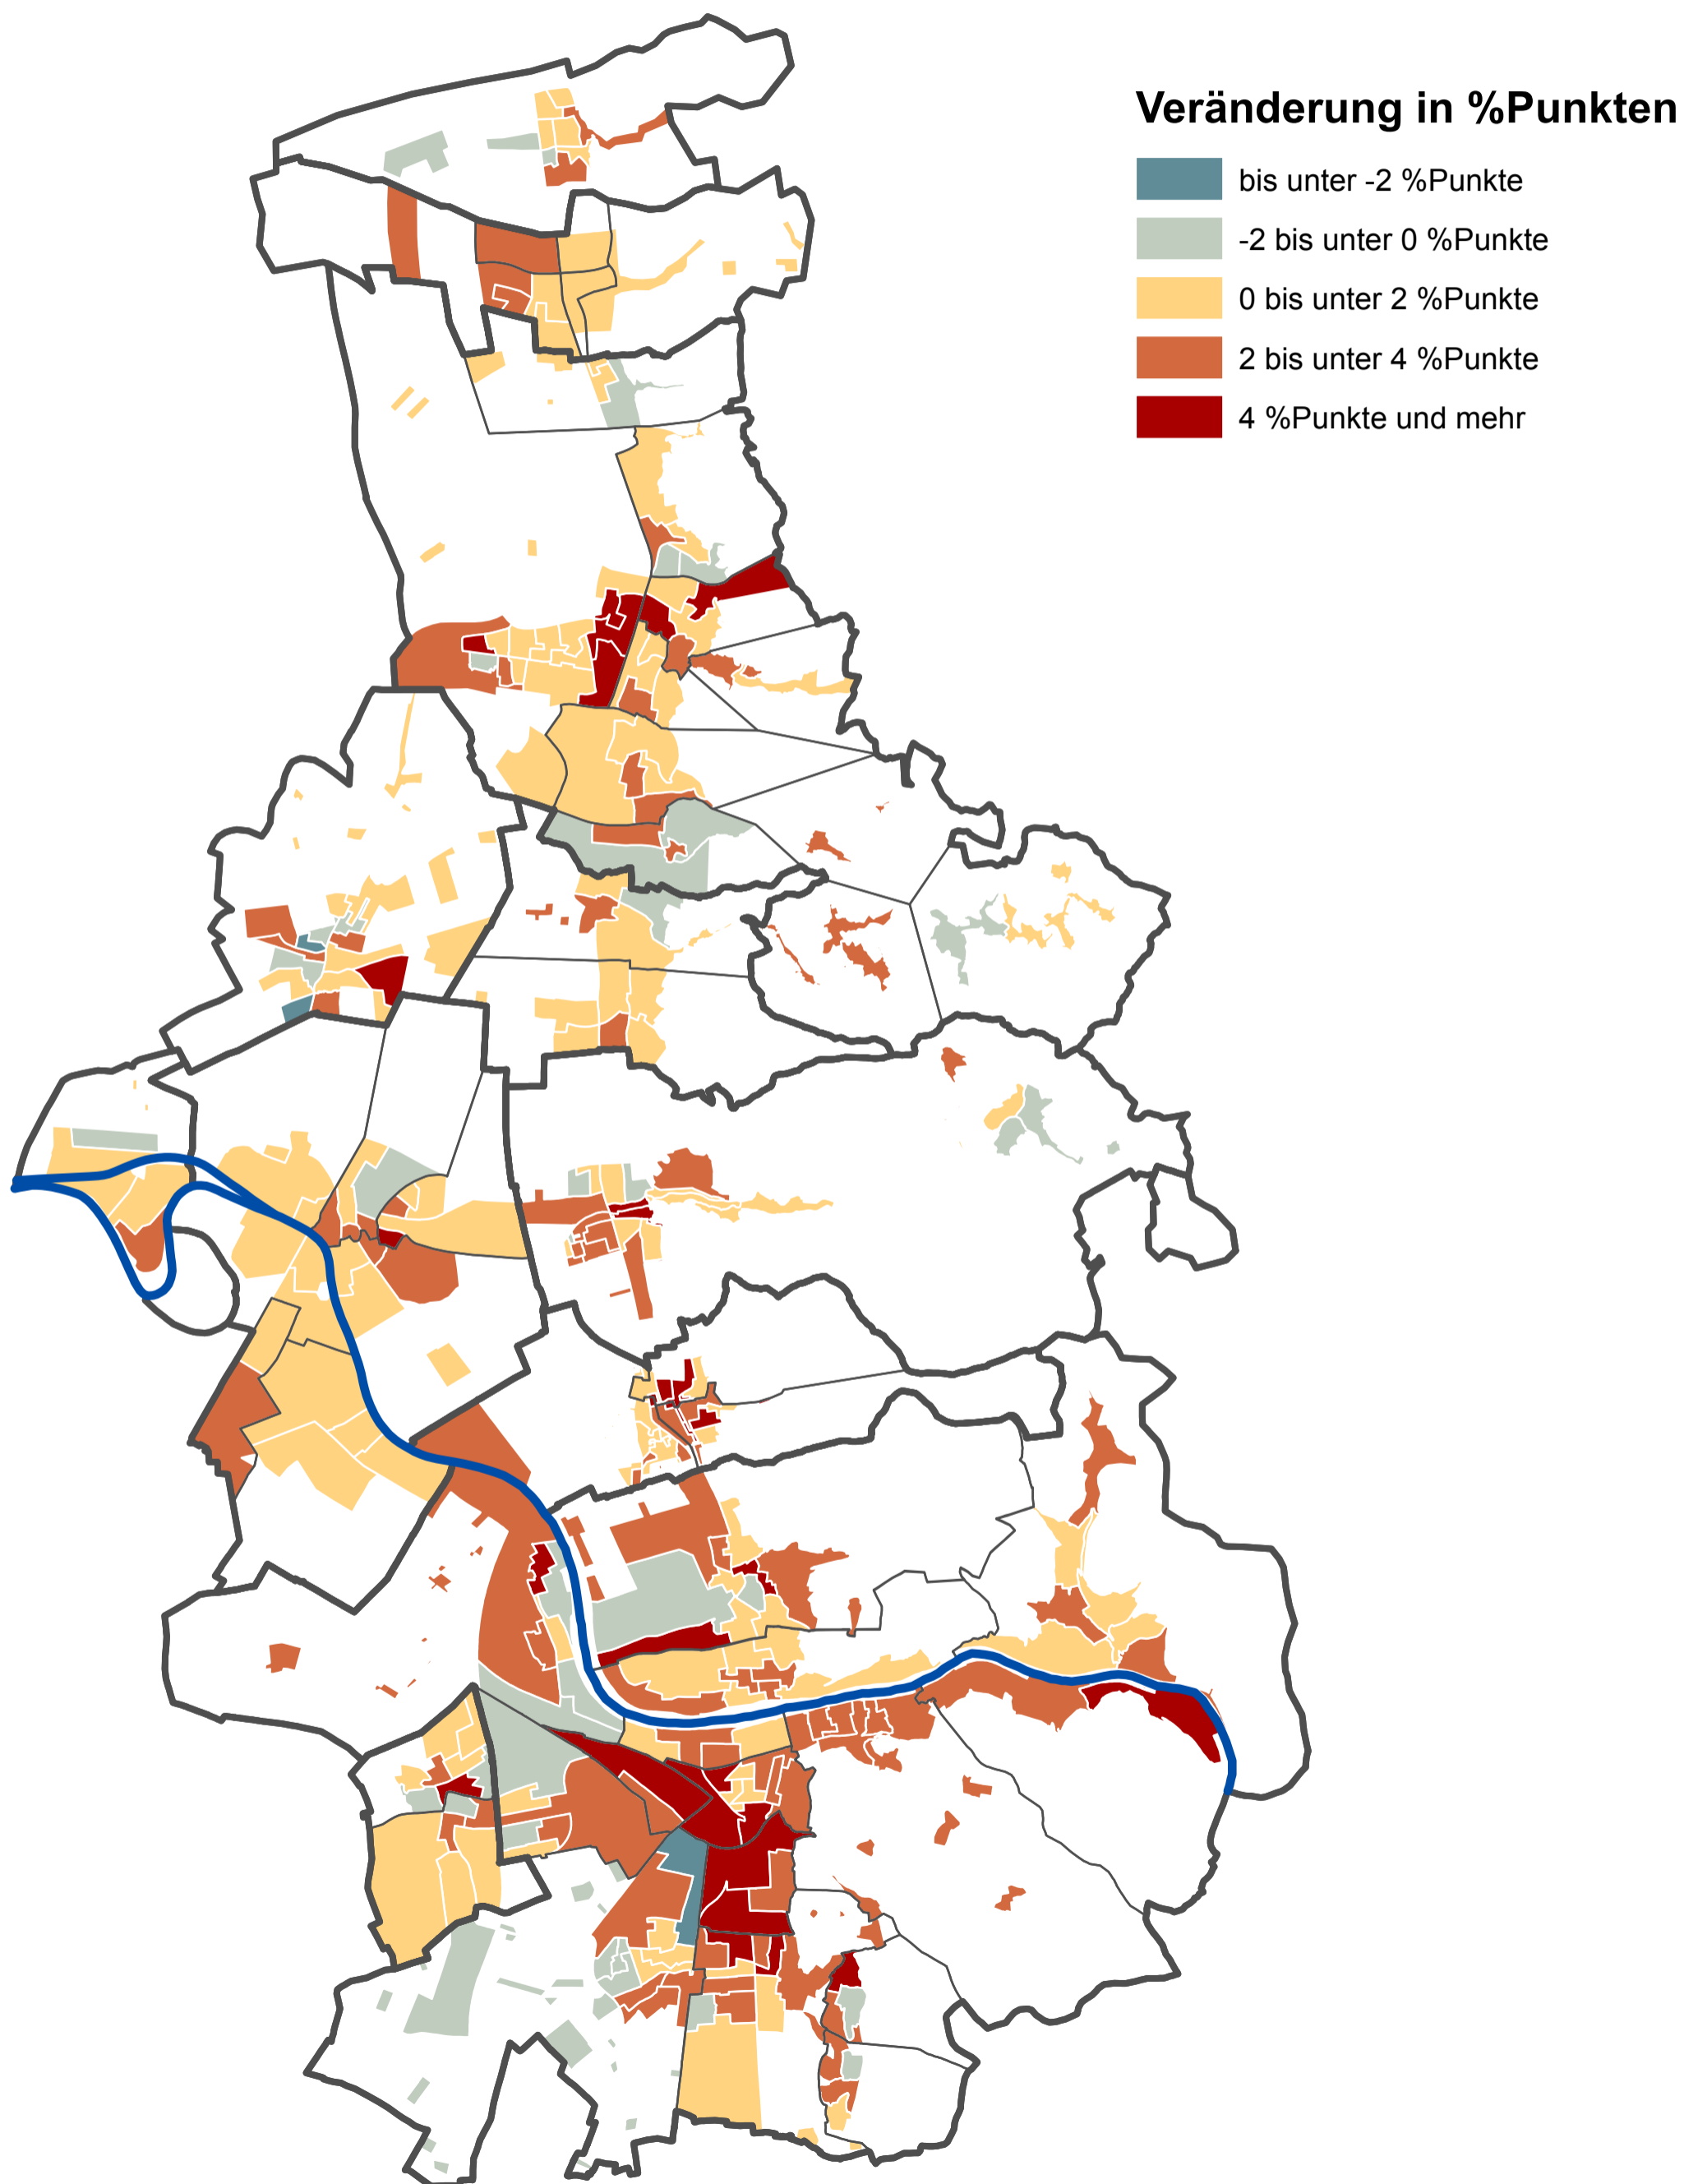 Veränderung in %Punkten
bis unter -2 %Punkte
-2 bis unter 0 %Punkte
0 bis unter 2 %Punkte
2 bis unter 4 %Punkte
4 %Punkte und mehr